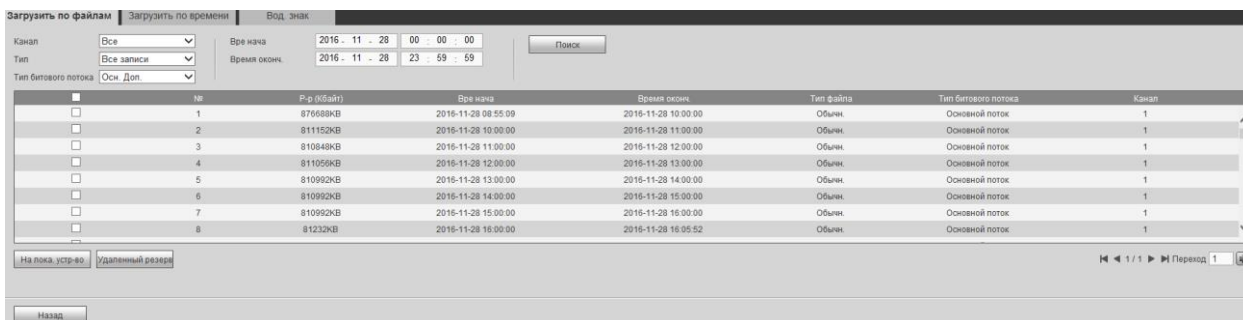 Загрузить по файлам Загрузить по времени Вод. знак
Канал Все Вре нача 2016 - 11 - 28 00 : 00 : 00 Поиск
Тип Все записи Время оконч. 2016 - 11 - 28 23 : 59 : 59
Тип битового потока Осн. Доп.
№ Р-р (Кбайт) Вре нача Время оконч. Тип файла Тип битового потока Канал
1 876688KB 2016-11-28 08:55:09 2016-11-28 10:00:00 Обычн. Основной поток 1
2 811152KB 2016-11-28 10:00:00 2016-11-28 11:00:00 Обычн. Основной поток 1
3 810848KB 2016-11-28 11:00:00 2016-11-28 12:00:00 Обычн. Основной поток 1
4 811056KB 2016-11-28 12:00:00 2016-11-28 13:00:00 Обычн. Основной поток 1
5 810992KB 2016-11-28 13:00:00 2016-11-28 14:00:00 Обычн. Основной поток 1
6 810992KB 2016-11-28 14:00:00 2016-11-28 15:00:00 Обычн. Основной поток 1
7 810992KB 2016-11-28 15:00:00 2016-11-28 16:00:00 Обычн. Основной поток 1
8 81232KB 2016-11-28 16:00:00 2016-11-28 16:05:52 Обычн. Основной поток 1
На лока. устр-во Удаленный резерв 1 / 1 Переход 1
Назад